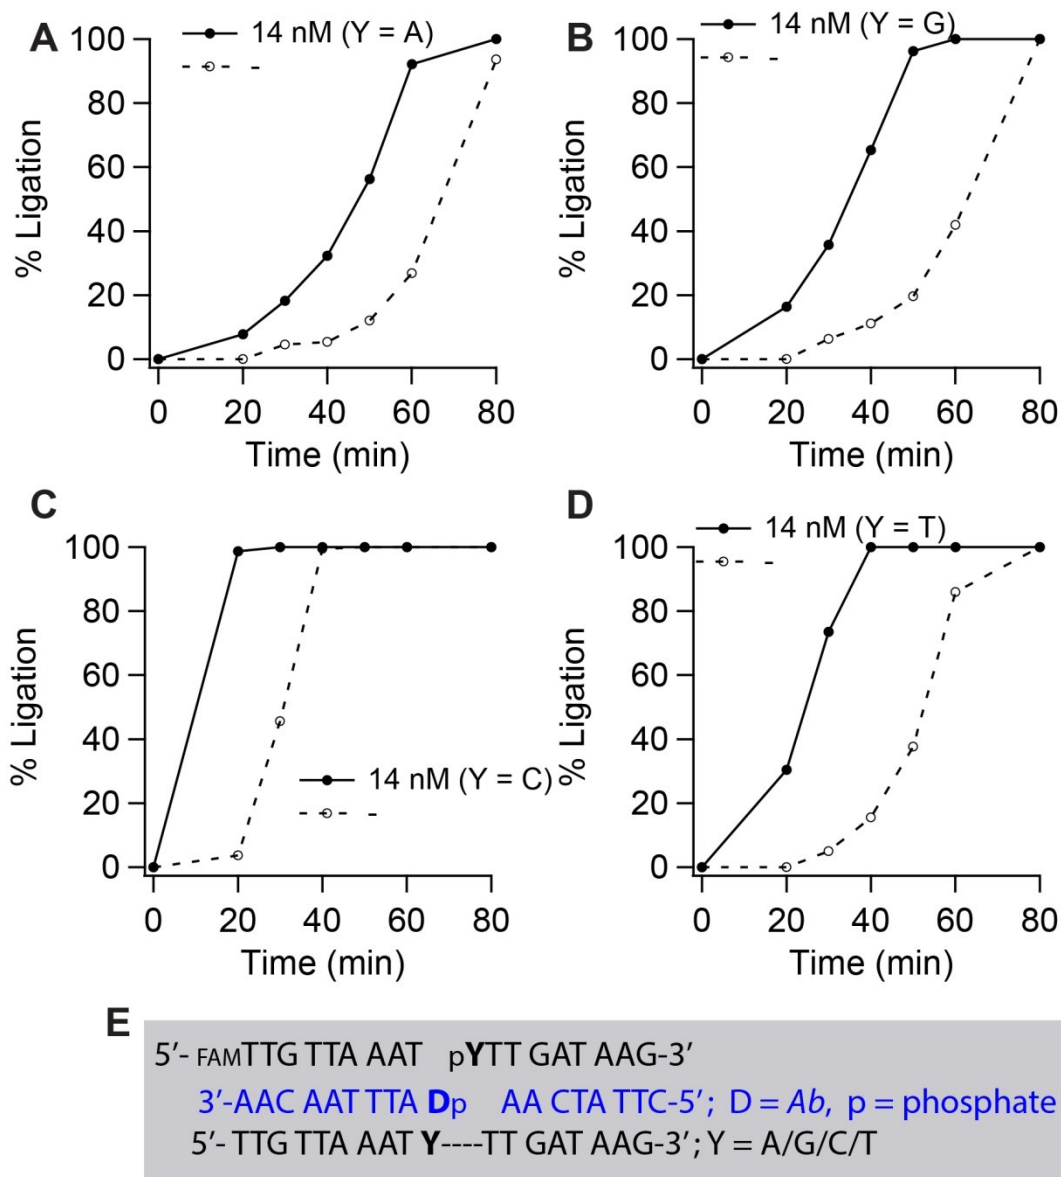 A
14 nM (Y = A)
-
100
80
60
40
20
0
% Ligation
0 20 40 60 80
Time (min)
B
14 nM (Y = G)
-
100
80
60
40
20
0
% Ligation
0 20 40 60 80
Time (min)
C
14 nM (Y = C)
-
100
80
60
40
20
0
% Ligation
0 20 40 60 80
Time (min)
D
14 nM (Y = T)
-
100
80
60
40
20
0
% Ligation
0 20 40 60 80
Time (min)
E
5′- FAMTTG TTA AAT pYTT GAT AAG-3′
3′-AAC AAT TTA Dp AA CTA TTC-5′; D = Ab, p = phosphate
5′- TTG TTA AAT Y----TT GAT AAG-3′; Y = A/G/C/T